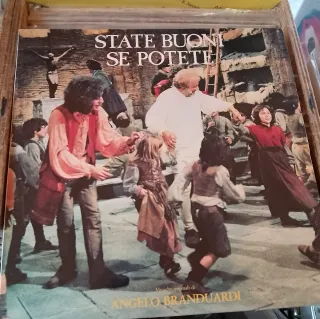 STATE BUONI
SE POTETE
ANGELO BRANDUARDI